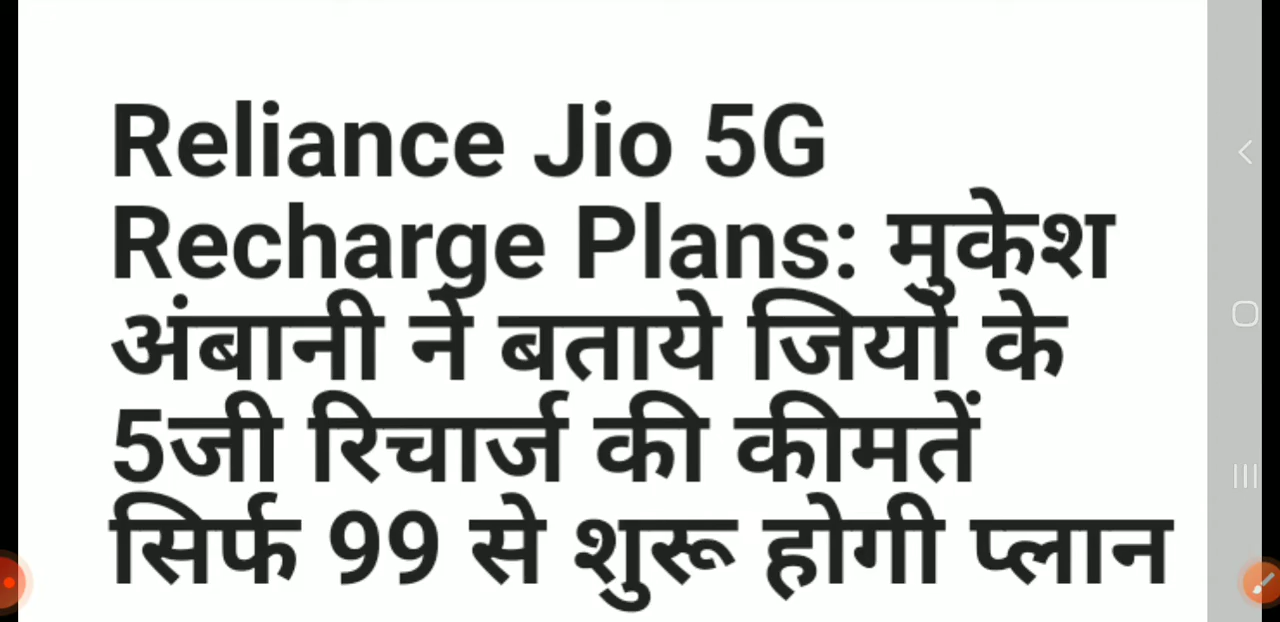 Reliance Jio 5G
Recharge Plans: मुकेश
अंबानी ने बताये जियो के
5जी रिचार्ज की कीमतें
सिर्फ 99 से शुरू होगी प्लान